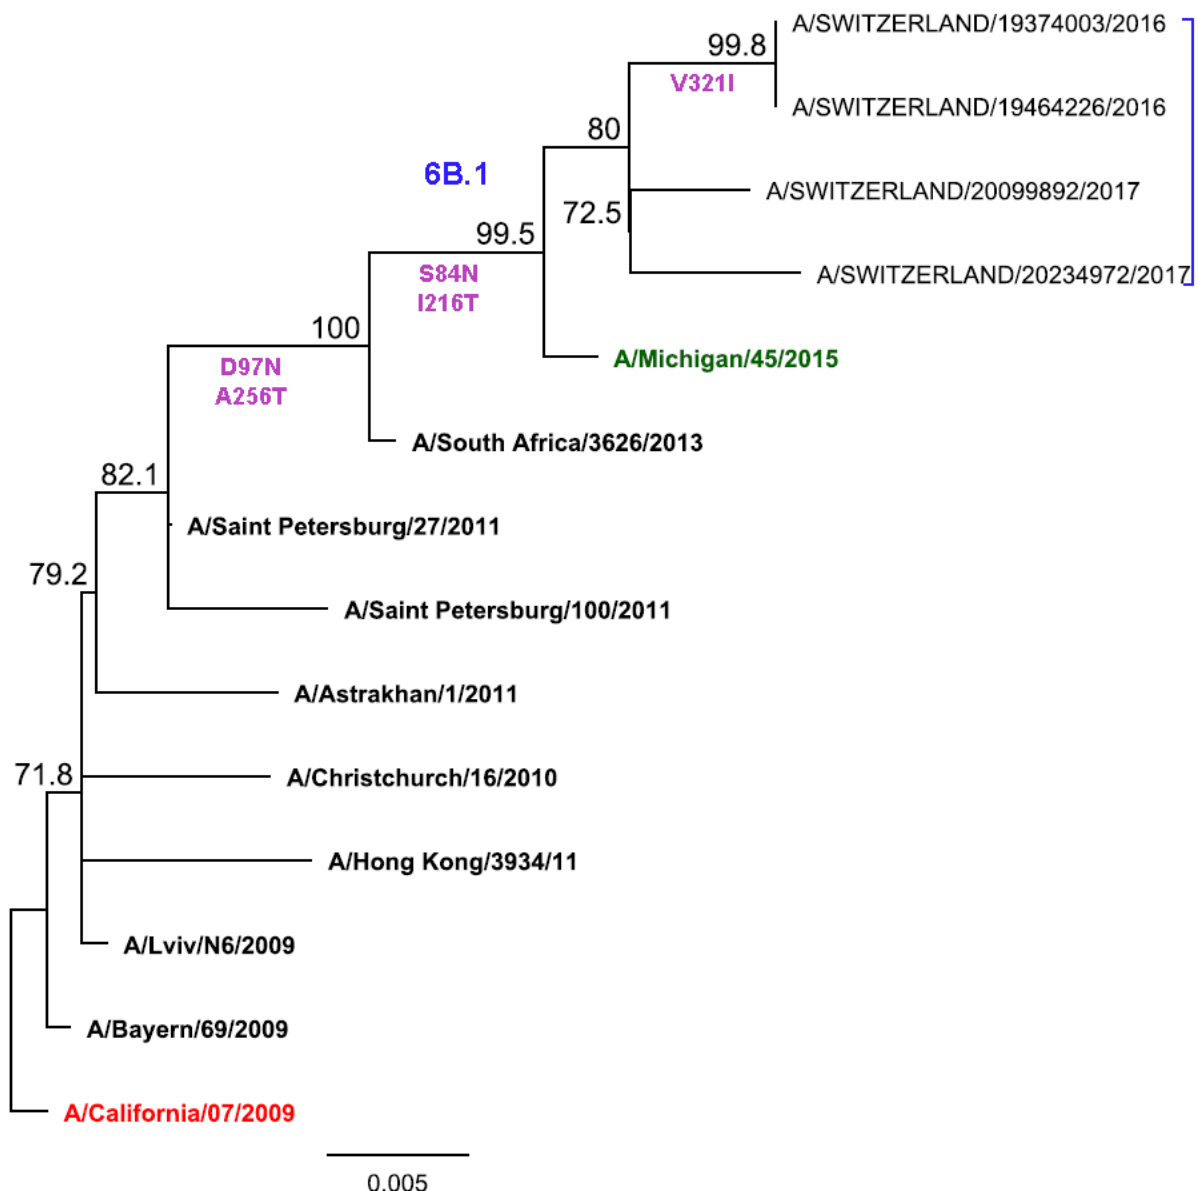 A/SWITZERLAND/19374003/2016
99.8
V321I
A/SWITZERLAND/19464226/2016
80
6B.1
A/SWITZERLAND/20099892/2017
72.5
99.5
S84N
I216T
A/SWITZERLAND/20234972/2017
100
A/Michigan/45/2015
D97N
A256T
A/South Africa/3626/2013
82.1
A/Saint Petersburg/27/2011
79.2
A/Saint Petersburg/100/2011
A/Astrakhan/1/2011
71.8
A/Christchurch/16/2010
A/Hong Kong/3934/11
A/Lviv/N6/2009
A/Bayern/69/2009
A/California/07/2009
0.005